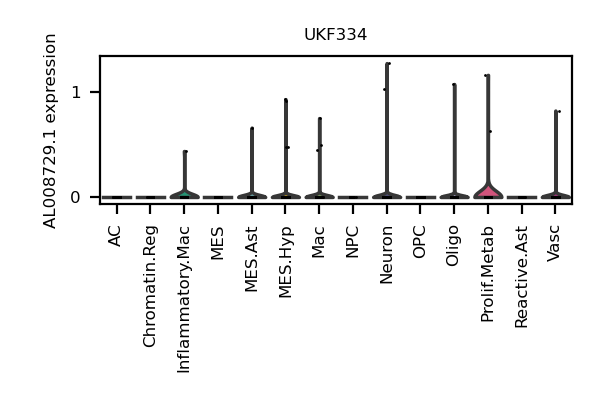 UKF334
AL008729.1 expression
1
0
AC
Chromatin.Reg
Inflammatory.Mac
MES
MES.Ast
MES.Hyp
Mac
NPC
Neuron
OPC
Oligo
Prolif.Metab
Reactive.Ast
Vasc